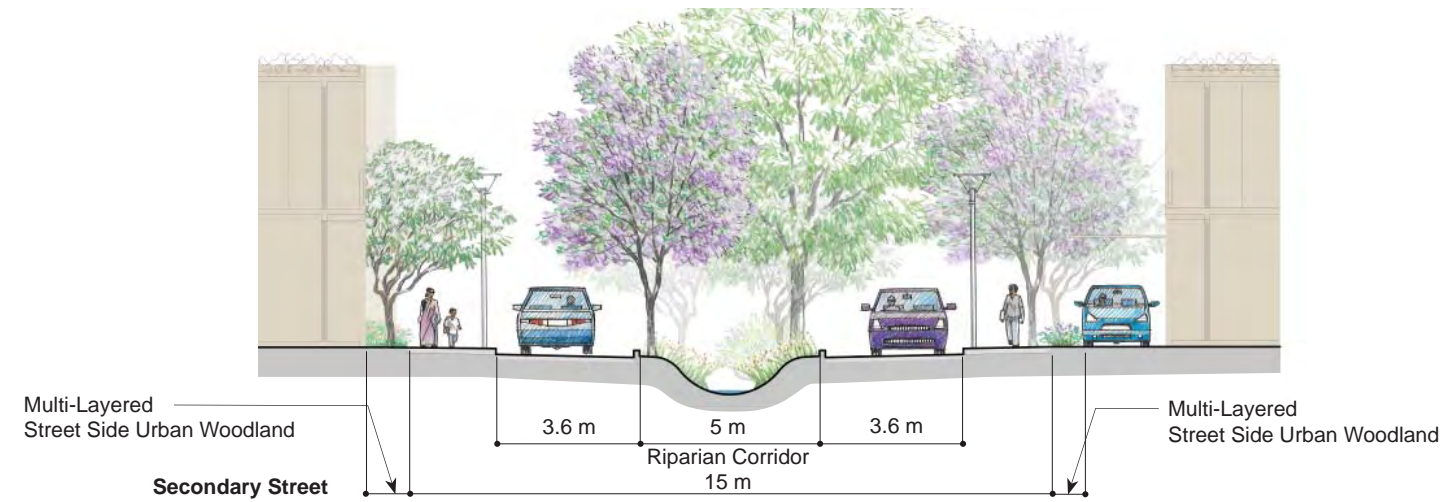 Multi-Layered
Street Side Urban Woodland
3.6 m
5 m
3.6 m
Riparian Corridor
15 m
Multi-Layered
Street Side Urban Woodland
Secondary Street